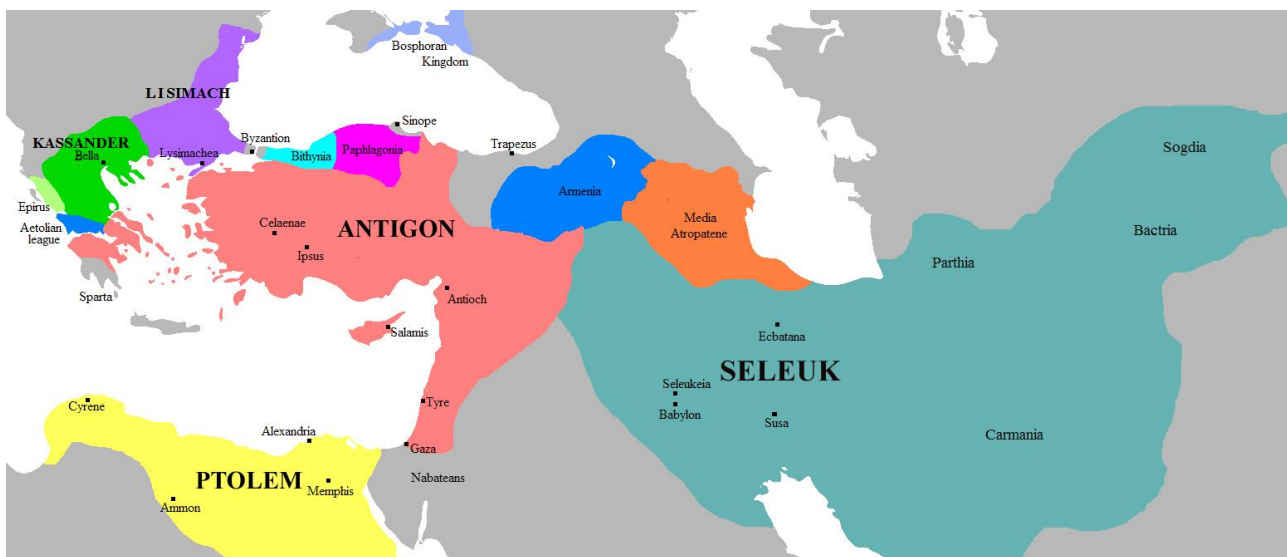 Bosphoran
Kingdom
LISIMACH
Sinope
KASSANDER
Byzantion
Trapezus
Sogdia
Bella
Lysimachea
Bithynia
Paphlagonia
Armenia
Epirus
Media
Atropatene
Aetolian
league
Celaenae
ANTIGON
Bactria
Ipsus
Parthia
Sparta
Antioch
Salamis
Ecbatana
SELEUK
Seleukeia
Cyrene
Tyre
Babylon
Susa
Alexandria
Carmania
Gaza
PTOLEM
Nabateans
Memphis
Ammon